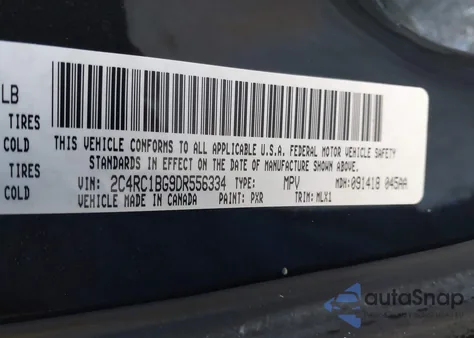 LB
TIRES
COLD
TIRES
COLD
THIS VEHICLE CONFORMS TO ALL APPLICABLE U.S.A. FEDERAL MOTOR VEHICLE SAFETY
STANDARDS IN EFFECT ON THE DATE OF MANUFACTURE SHOWN ABOVE.
VIN: 2C4RC1BG9DR556334 TYPE: MPV MDH: 091418 045AA
VEHICLE MADE IN CANADA PAINT: PXR TRIM: MLX1
autoSnap